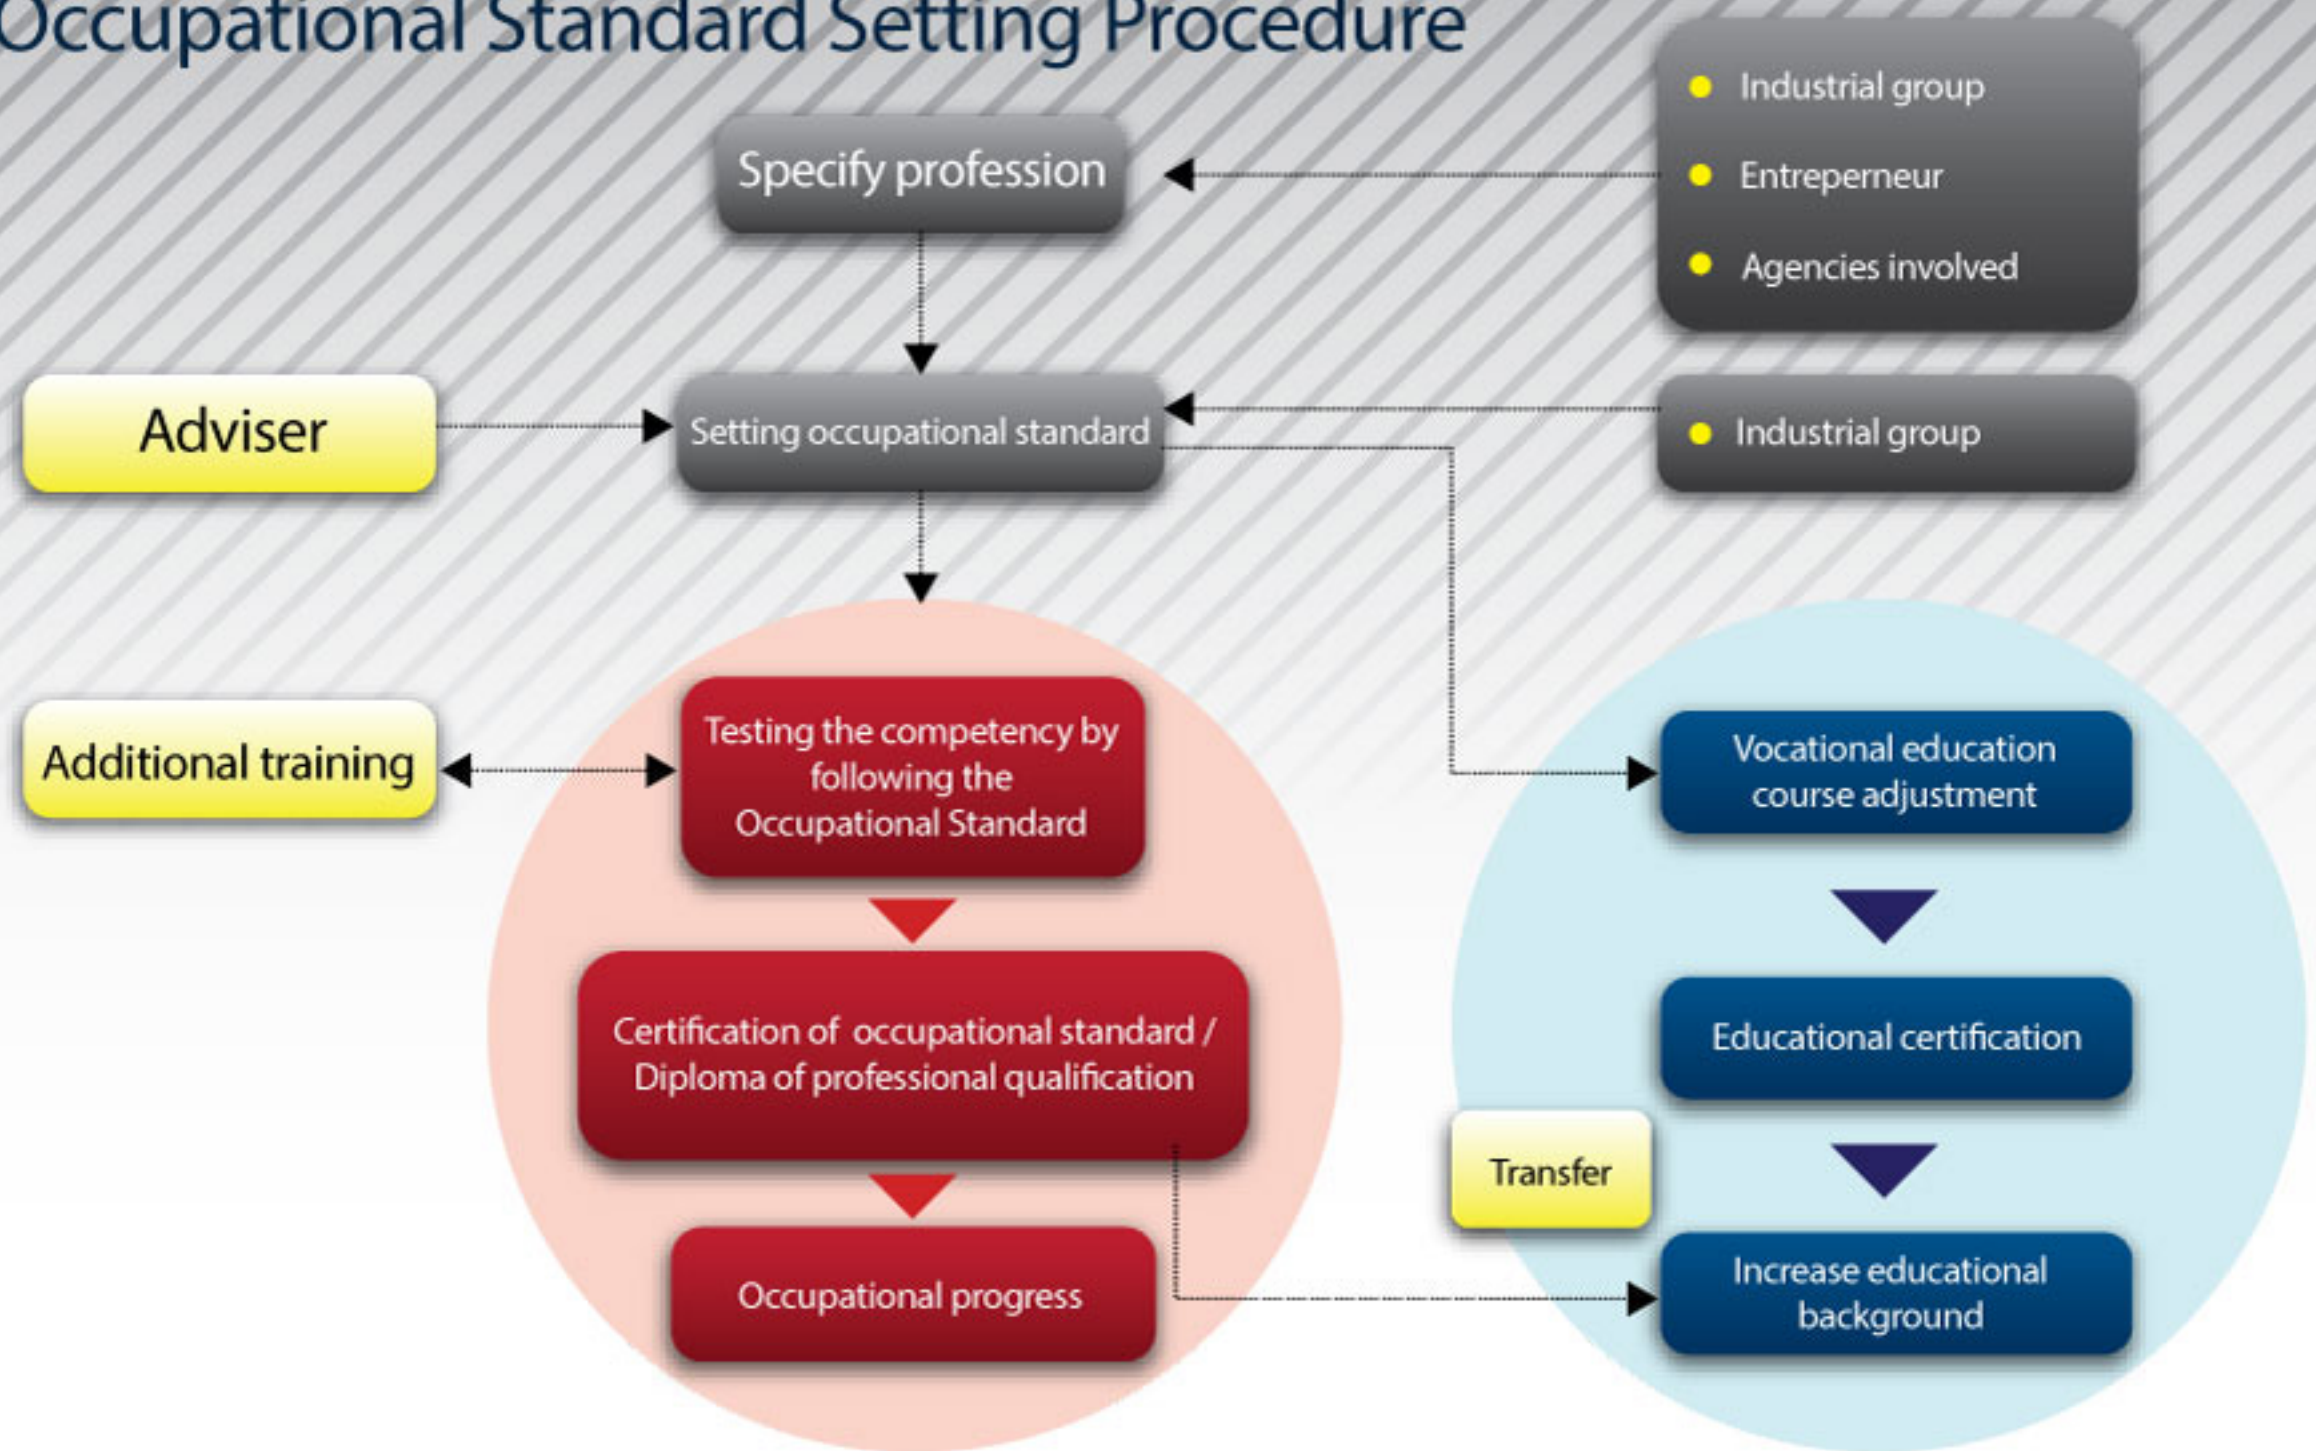 Occupational Standard Setting Procedure
Industrial group
Specify profession
Entreperneur
Agencies involved
Adviser
Setting occupational standard
Industrial group
Additional training
Testing the competency by
following the
Occupational Standard
Vocational education
course adjustment
Certification of occupational standard /
Diploma of professional qualification
Educational certification
Transfer
Occupational progress
Increase educational
background